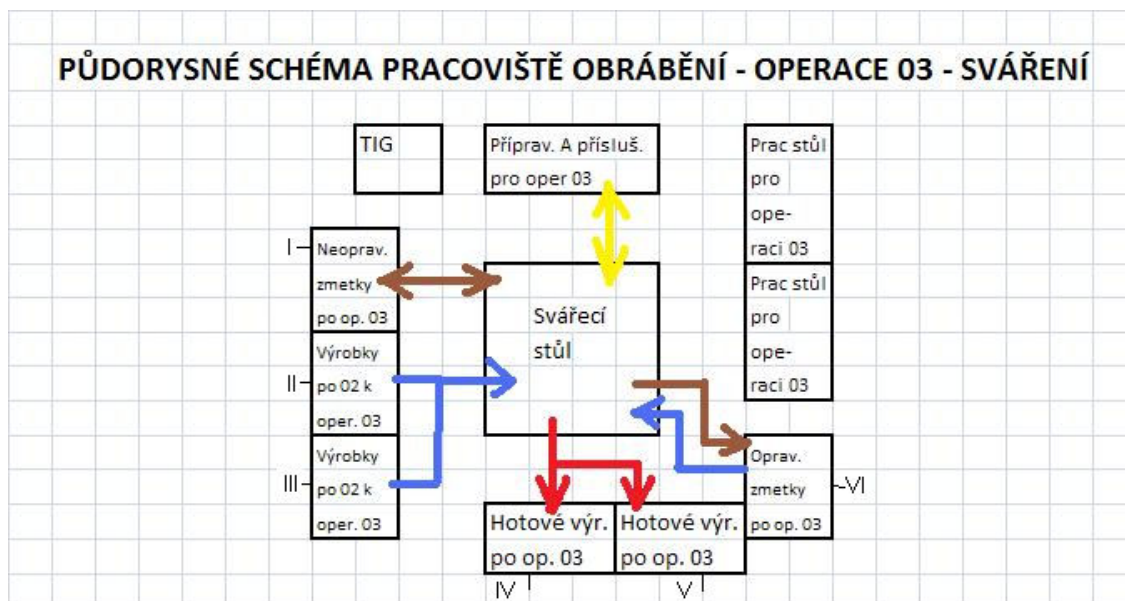 PŮDORYSNÉ SCHÉMA PRACOVIŠTĚ OBRÁBĚNÍ - OPERACE 03 - SVÁŘENÍ
TIG
Příprav. A přísluš.
pro oper 03
Prac stůl
pro
ope-
raci 03
I
Neoprav.
zmetky
po op. 03
Svářecí
stůl
Prac stůl
pro
ope-
raci 03
II
Výrobky
po 02 k
oper. 03
III
Výrobky
po 02 k
oper. 03
Oprav.
zmetky
po op. 03
VI
Hotové výr.
po op. 03
IV
Hotové výr.
po op. 03
V